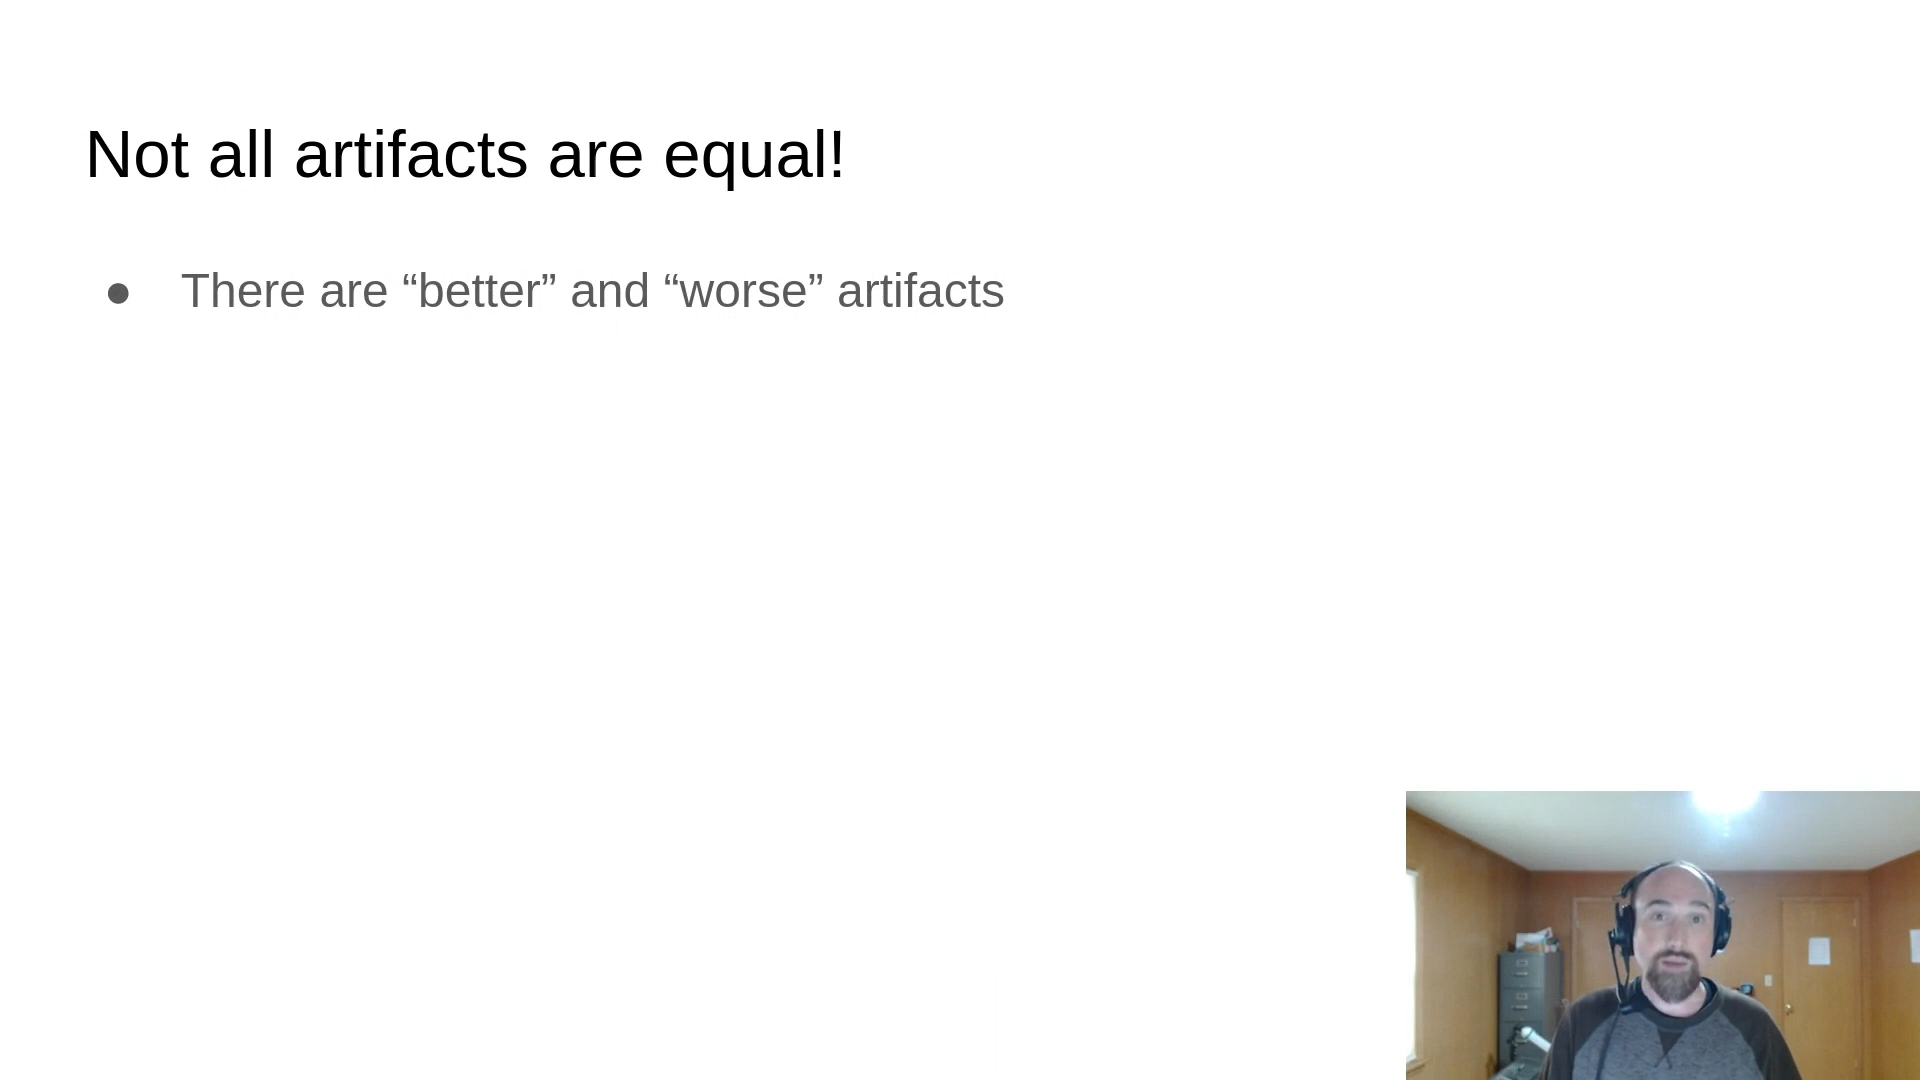 Not all artifacts are equal!
● There are “better” and “worse” artifacts